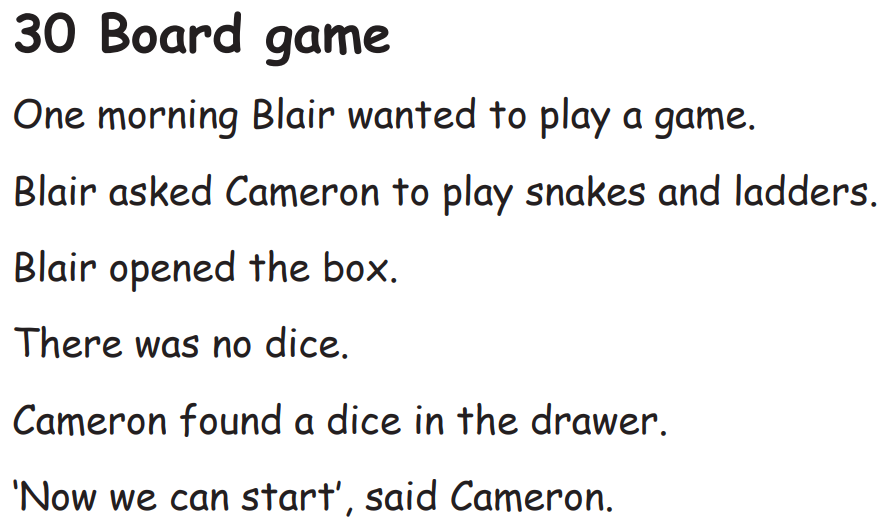 30 Board game
One morning Blair wanted to play a game.
Blair asked Cameron to play snakes and ladders.
Blair opened the box.
There was no dice.
Cameron found a dice in the drawer.
‘Now we can start’, said Cameron.